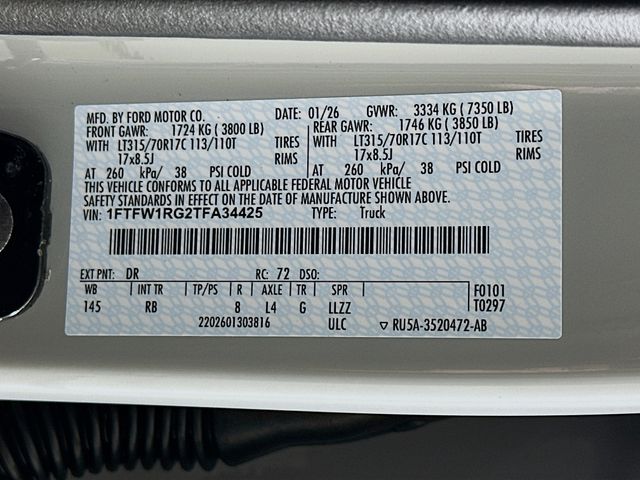 MFD. BY FORD MOTOR CO. DATE: 01/26 GVWR: 3334 KG ( 7350 LB)
FRONT GAWR: 1724 KG ( 3800 LB) REAR GAWR: 1746 KG ( 3850 LB)
WITH LT315/70R17C 113/110T TIRES WITH LT315/70R17C 113/110T TIRES
17x8.5J RIMS 17x8.5J RIMS
AT 260 kPa/ 38 PSI COLD AT 260 kPa/ 38 PSI COLD
THIS VEHICLE CONFORMS TO ALL APPLICABLE FEDERAL MOTOR VEHICLE
SAFETY STANDARDS IN EFFECT ON THE DATE OF MANUFACTURE SHOWN ABOVE.
VIN: 1FTFW1RG2TFA34425 TYPE: Truck
EXT PNT: DR RC: 72 DSO:
WB INT TR TP/PS R AXLE TR SPR F0101
145 RB 8 L4 G LLZZ T0297
2202601303816 ULC RU5A-3520472-AB